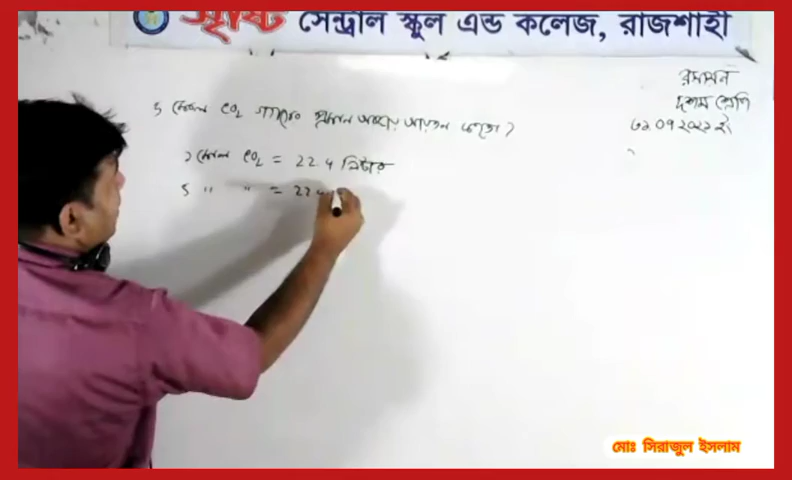 সৃষ্টি সেন্ট্রাল স্কুল এন্ড কলেজ, রাজশাহী
রসায়ন
দশম শ্রেণি
5 মোল CO₂ গ্যাসের প্রমাণ অবস্থায় আয়তন কতো?
১ মোল CO₂ = 22.4 লিটার
5 " " = 22.4
মোঃ সিরাজুল ইসলাম